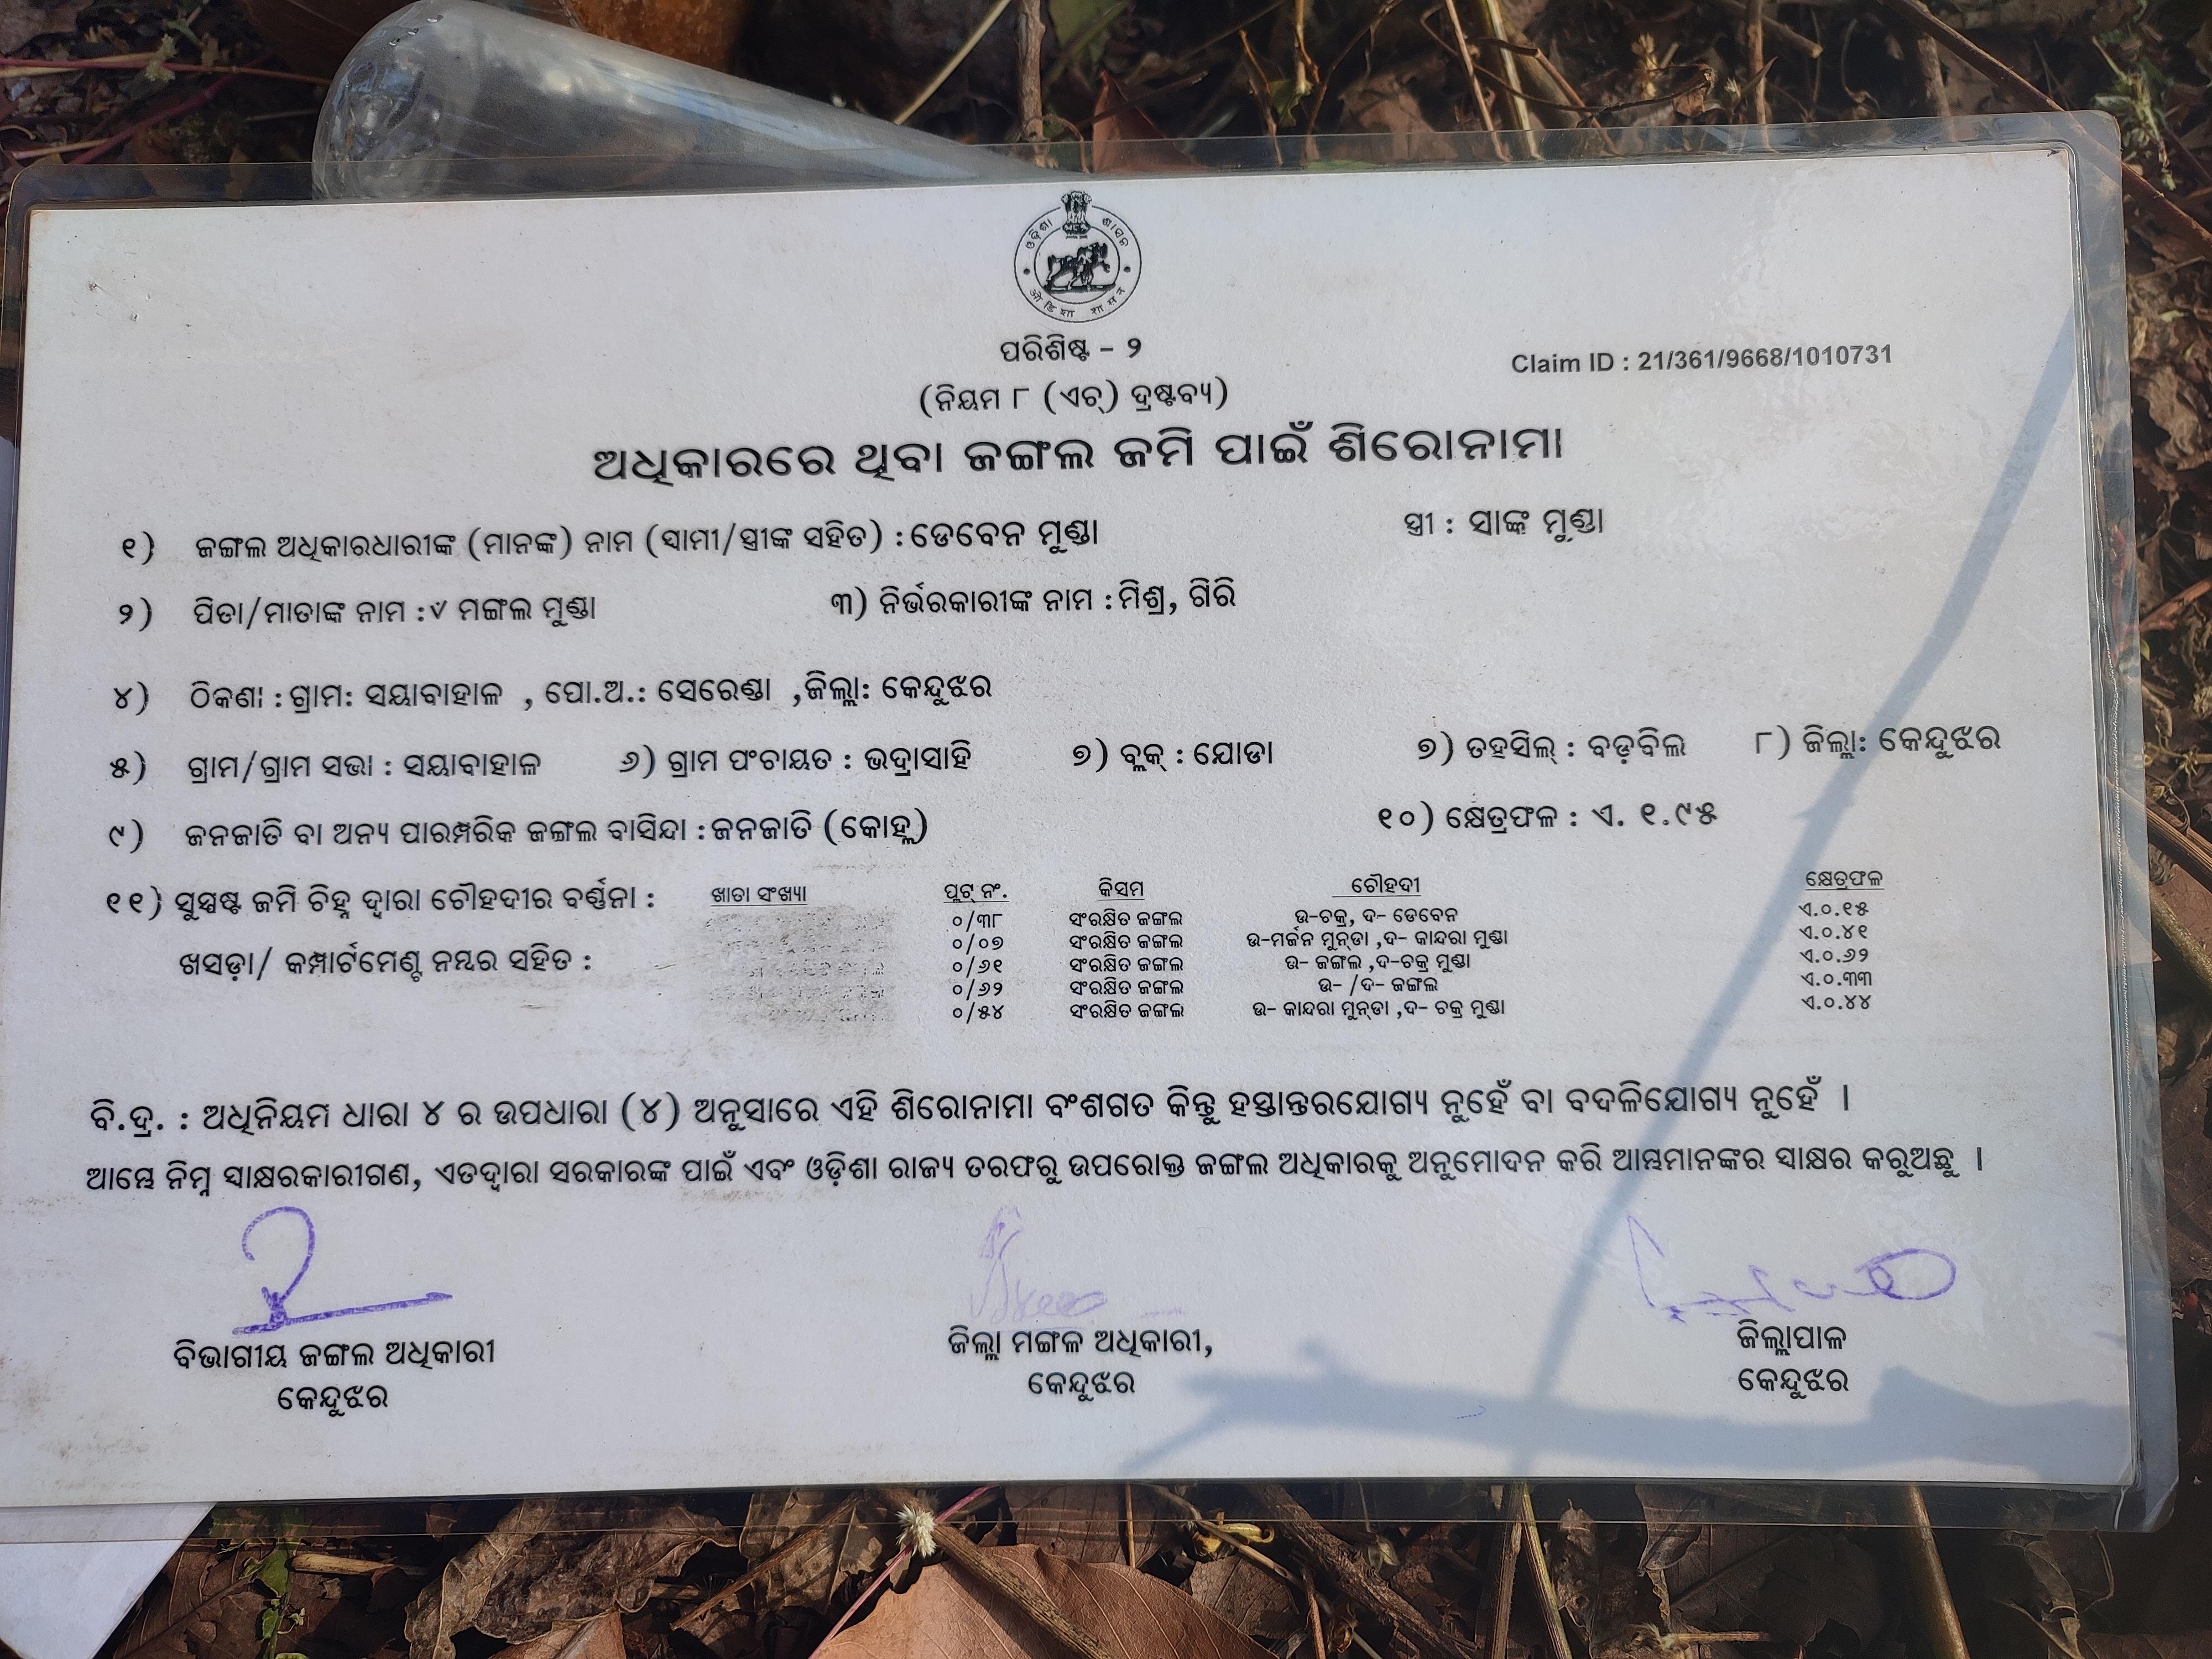 ଓଡ଼ିଶା ଶାସନ
ओडिशा शासन
ପରିଶିଷ୍ଟ - ୨
Claim ID : 21/361/9668/1010731
(ନିୟମ ୮ (ଏଚ୍) ଦ୍ରଷ୍ଟବ୍ୟ)
ଅଧିକାରରେ ଥିବା ଜଙ୍ଗଲ ଜମି ପାଇଁ ଶିରୋନାମା
୧) ଜଙ୍ଗଲ ଅଧିକାରଧାରୀଙ୍କ (ମାନଙ୍କ) ନାମ (ସାମୀ/ସ୍ତ୍ରୀଙ୍କ ସହିତ) : ଡେବେନ ମୁଣ୍ଡା ସ୍ତ୍ରୀ : ସାଙ୍କ ମୁଣ୍ଡା
୨) ପିତା/ମାତାଙ୍କ ନାମ : ୰ ମଙ୍ଗଲ ମୁଣ୍ଡା ୩) ନିର୍ଭରକାରୀଙ୍କ ନାମ : ମିଶ୍ର, ଗିରି
୪) ଠିକଣା : ଗ୍ରାମ: ସୟାବାହାଳ , ପୋ.ଅ.: ସେରେଣ୍ଡା ,ଜିଲ୍ଲା: କେନ୍ଦୁଝର
୫) ଗ୍ରାମ/ଗ୍ରାମ ସଭା : ସୟାବାହାଳ ୬) ଗ୍ରାମ ପଂଚାୟତ : ଭଦ୍ରାସାହି ୭) ବ୍ଲକ୍ : ଯୋଡା ୭) ତହସିଲ୍ : ବଡ଼ବିଲ ୮) ଜିଲ୍ଲା: କେନ୍ଦୁଝର
୯) ଜନଜାତି ବା ଅନ୍ୟ ପାରମ୍ପରିକ ଜଙ୍ଗଲ ବାସିନ୍ଦା : ଜନଜାତି (କୋହ୍ଲ) ୧୦) କ୍ଷେତ୍ରଫଳ : ଏ. ୧.୯୫
୧୧) ସୁସ୍ପଷ୍ଟ ଜମି ଚିହ୍ନ ଦ୍ୱାରା ଚୌହଦୀର ବର୍ଣ୍ଣନା : ଖାତା ସଂଖ୍ୟା ପ୍ଲଟ୍ ନଂ. କିସମ ଚୌହଦୀ କ୍ଷେତ୍ରଫଳ
୦/୩୮ ସଂରକ୍ଷିତ ଜଙ୍ଗଲ ଉ-ଚକ୍ର, ଦ- ଡେବେନ ଏ.୦.୧୫
୦/୦୭ ସଂରକ୍ଷିତ ଜଙ୍ଗଲ ଉ-ମର୍ଜନ ମୁନ୍ଡା ,ଦ- କାନ୍ଦରା ମୁଣ୍ଡା ଏ.୦.୪୧
ଖସଡ଼ା/ କମ୍ପାର୍ଟମେଣ୍ଟ ନମ୍ବର ସହିତ : ୦/୬୧ ସଂରକ୍ଷିତ ଜଙ୍ଗଲ ଉ- ଜଙ୍ଗଲ ,ଦ-ଚକ୍ର ମୁଣ୍ଡା ଏ.୦.୬୨
୦/୬୨ ସଂରକ୍ଷିତ ଜଙ୍ଗଲ ଉ- /ଦ- ଜଙ୍ଗଲ ଏ.୦.୩୩
୦/୫୪ ସଂରକ୍ଷିତ ଜଙ୍ଗଲ ଉ- କାନ୍ଦରା ମୁନ୍ଡା ,ଦ- ଚକ୍ର ମୁଣ୍ଡା ଏ.୦.୪୪
ବି.ଦ୍ର. : ଅଧିନିୟମ ଧାରା ୪ ର ଉପଧାରା (୪) ଅନୁସାରେ ଏହି ଶିରୋନାମା ବଂଶଗତ କିନ୍ତୁ ହସ୍ତାନ୍ତରଯୋଗ୍ୟ ନୁହେଁ ବା ବଦଳିଯୋଗ୍ୟ ନୁହେଁ ।
ଆମ୍ଭେ ନିମ୍ନ ସାକ୍ଷରକାରୀଗଣ, ଏତଦ୍ୱାରା ସରକାରଙ୍କ ପାଇଁ ଏବଂ ଓଡ଼ିଶା ରାଜ୍ୟ ତରଫରୁ ଉପରୋକ୍ତ ଜଙ୍ଗଲ ଅଧିକାରକୁ ଅନୁମୋଦନ କରି ଆମ୍ଭମାନଙ୍କର ସାକ୍ଷର କରୁଅଛୁ ।
ବିଭାଗୀୟ ଜଙ୍ଗଲ ଅଧିକାରୀ ଜିଲ୍ଲା ମଙ୍ଗଳ ଅଧିକାରୀ, ଜିଲ୍ଲାପାଳ
କେନ୍ଦୁଝର କେନ୍ଦୁଝର କେନ୍ଦୁଝର